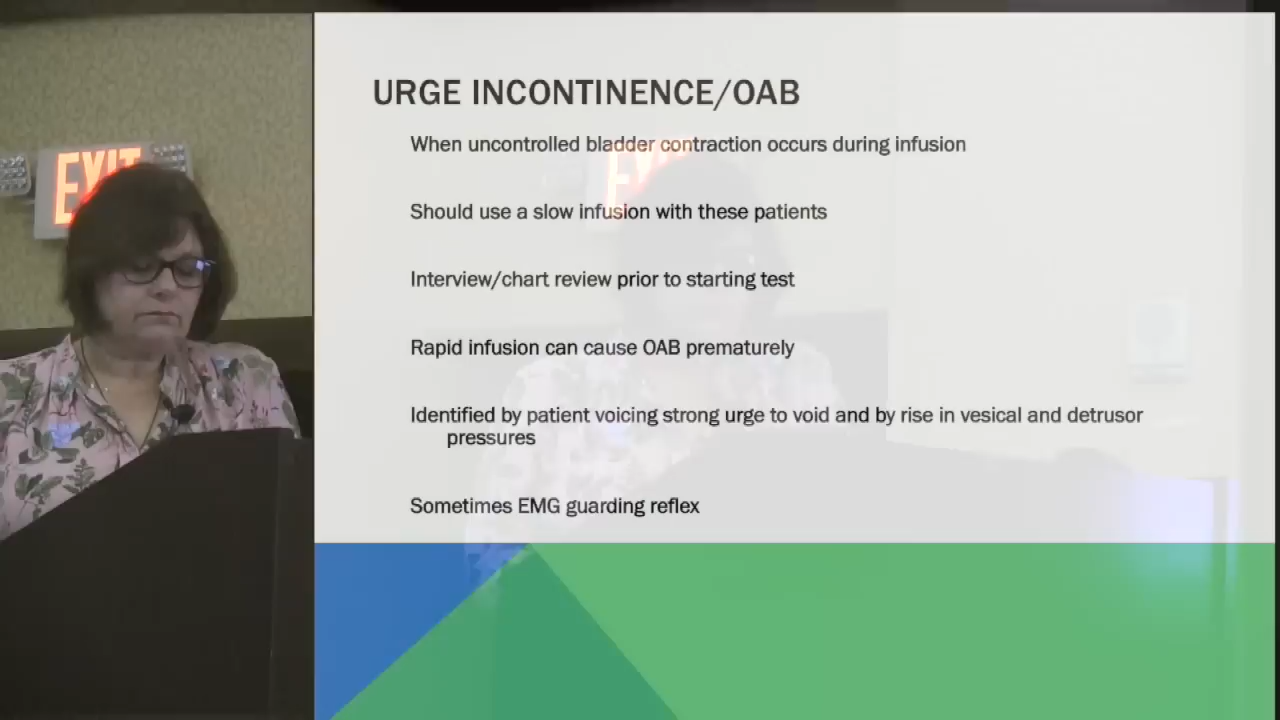 EXIT
URGE INCONTINENCE/OAB
When uncontrolled bladder contraction occurs during infusion
Should use a slow infusion with these patients
Interview/chart review prior to starting test
Rapid infusion can cause OAB prematurely
Identified by patient voicing strong urge to void and by rise in vesical and detrusor
pressures
Sometimes EMG guarding reflex